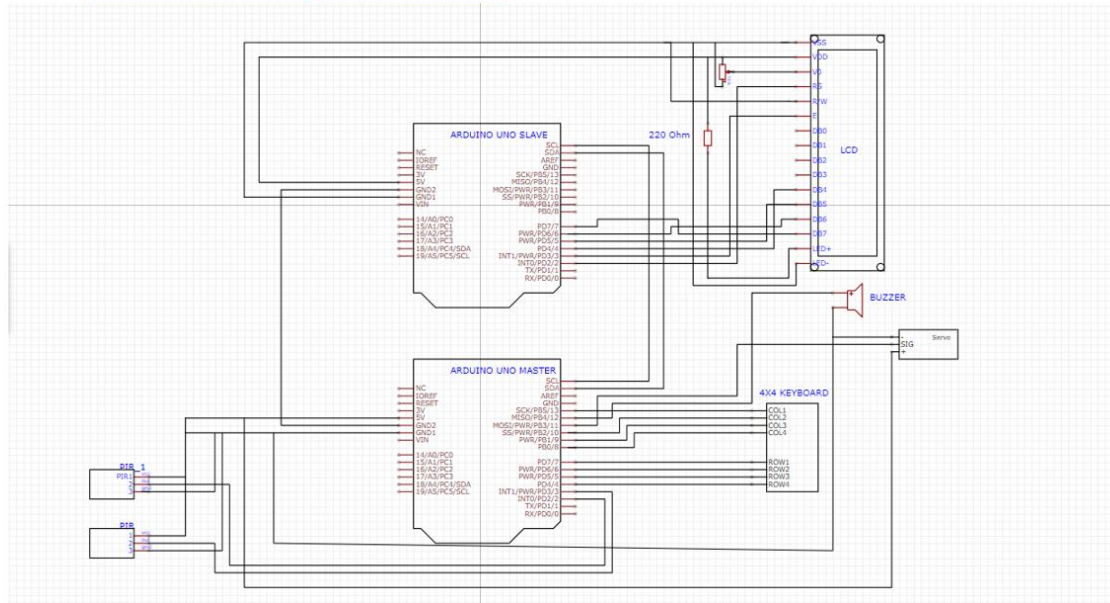 ARDUINO UNO SLAVE
NC
IOREF
RESET
3V
5V
GND2
GND1
VIN
14/A0/PC0
15/A1/PC1
16/A2/PC2
17/A3/PC3
18/A4/PC4/SDA
19/A5/PC5/SCL
SCL
SDA
AREF
GND
SCK/PB5/13
MISO/PB4/12
MOSI/PWR/PB3/11
SS/PWR/PB2/10
PWR/PB1/9
PB0/8
PD7/7
PWR/PD6/6
PWR/PD5/5
PD4/4
INT1/PWR/PD3/3
INT0/PD2/2
TX/PD1/1
RX/PD0/0
220 Ohm
VSS
VDD
V0
RS
R/W
E
DB0
DB1
DB2
DB3
DB4
DB5
DB6
DB7
LED+
LED-
LCD
BUZZER
Servo
-
SIG
+
ARDUINO UNO MASTER
NC
IOREF
RESET
3V
5V
GND2
GND1
VIN
14/A0/PC0
15/A1/PC1
16/A2/PC2
17/A3/PC3
18/A4/PC4/SDA
19/A5/PC5/SCL
SCL
SDA
AREF
GND
SCK/PB5/13
MISO/PB4/12
MOSI/PWR/PB3/11
SS/PWR/PB2/10
PWR/PB1/9
PB0/8
PD7/7
PWR/PD6/6
PWR/PD5/5
PD4/4
INT1/PWR/PD3/3
INT0/PD2/2
TX/PD1/1
RX/PD0/0
4X4 KEYBOARD
COL1
COL2
COL3
COL4
ROW1
ROW2
ROW3
ROW4
PIR_1
PIR1
2
3
PIR
1
2
3